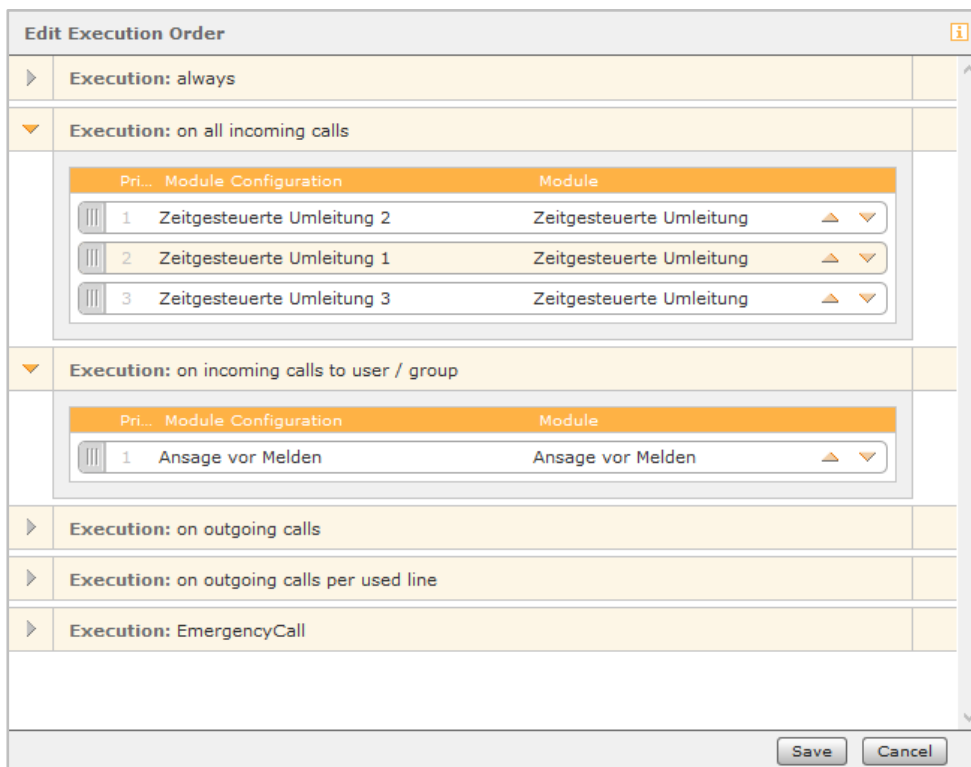 Edit Execution Order
Execution: always
Execution: on all incoming calls
Pri... Module Configuration Module
1 Zeitgesteuerte Umleitung 2 Zeitgesteuerte Umleitung
2 Zeitgesteuerte Umleitung 1 Zeitgesteuerte Umleitung
3 Zeitgesteuerte Umleitung 3 Zeitgesteuerte Umleitung
Execution: on incoming calls to user / group
Pri... Module Configuration Module
1 Ansage vor Melden Ansage vor Melden
Execution: on outgoing calls
Execution: on outgoing calls per used line
Execution: EmergencyCall
Save Cancel